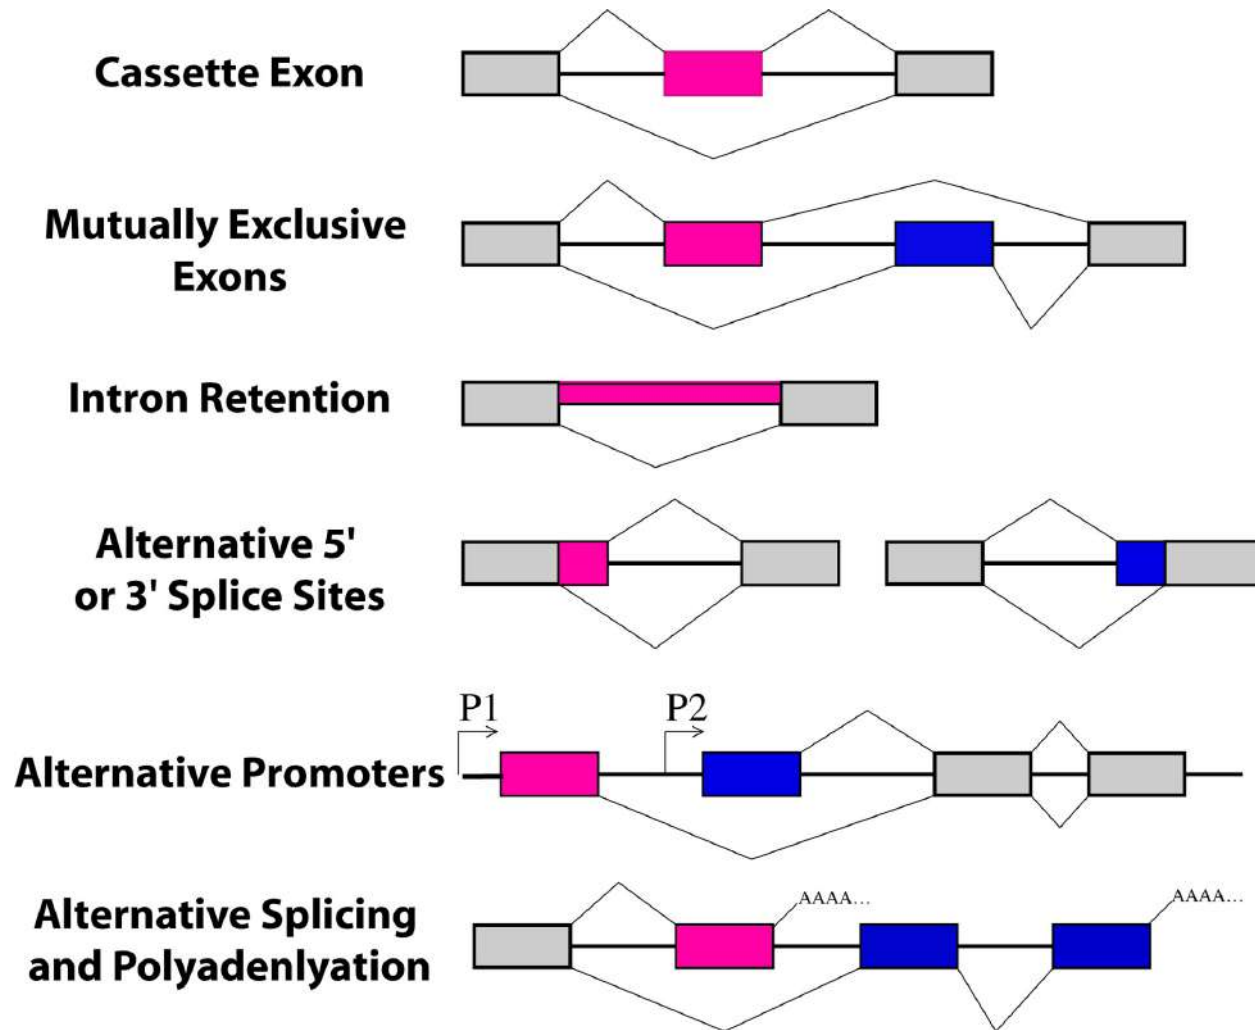 Cassette Exon
Mutually Exclusive
Exons
Intron Retention
Alternative 5'
or 3' Splice Sites
P1
P2
Alternative Promoters
AAAA...
AAAA...
Alternative Splicing
and Polyadenlyation